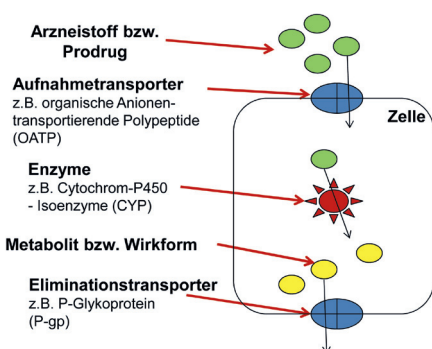 Arzneistoff bzw.
Prodrug
Aufnahmetransporter
z.B. organische Anionen-
transportierende Polypeptide
(OATP)
Zelle
Enzyme
z.B. Cytochrom-P450
- Isoenzyme (CYP)
Metabolit bzw. Wirkform
Eliminationstransporter
z.B. P-Glykoprotein
(P-gp)